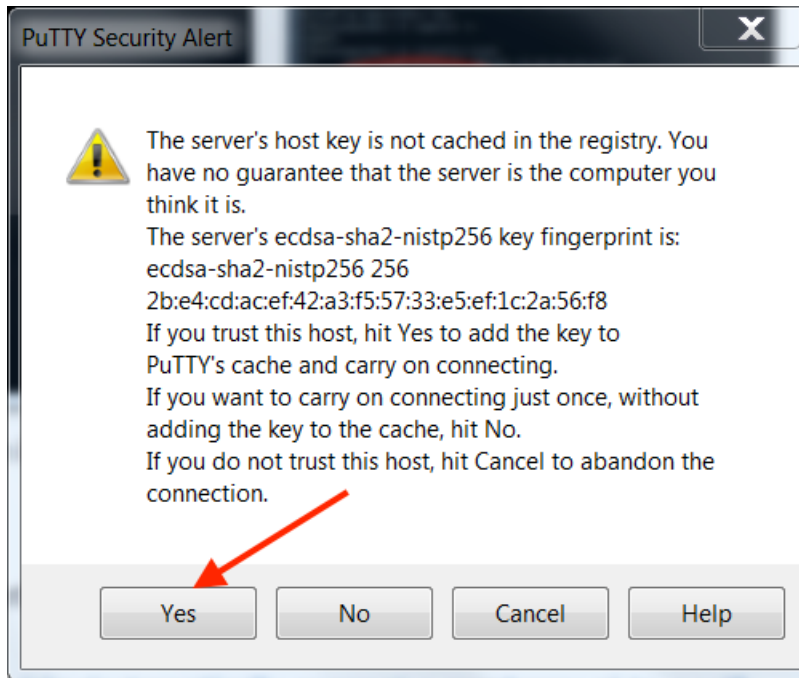 PuTTY Security Alert
The server's host key is not cached in the registry. You
have no guarantee that the server is the computer you
think it is.
The server's ecdsa-sha2-nistp256 key fingerprint is:
ecdsa-sha2-nistp256 256
2b:e4:cd:ac:ef:42:a3:f5:57:33:e5:ef:1c:2a:56:f8
If you trust this host, hit Yes to add the key to
PuTTY's cache and carry on connecting.
If you want to carry on connecting just once, without
adding the key to the cache, hit No.
If you do not trust this host, hit Cancel to abandon the
connection.
Yes No Cancel Help